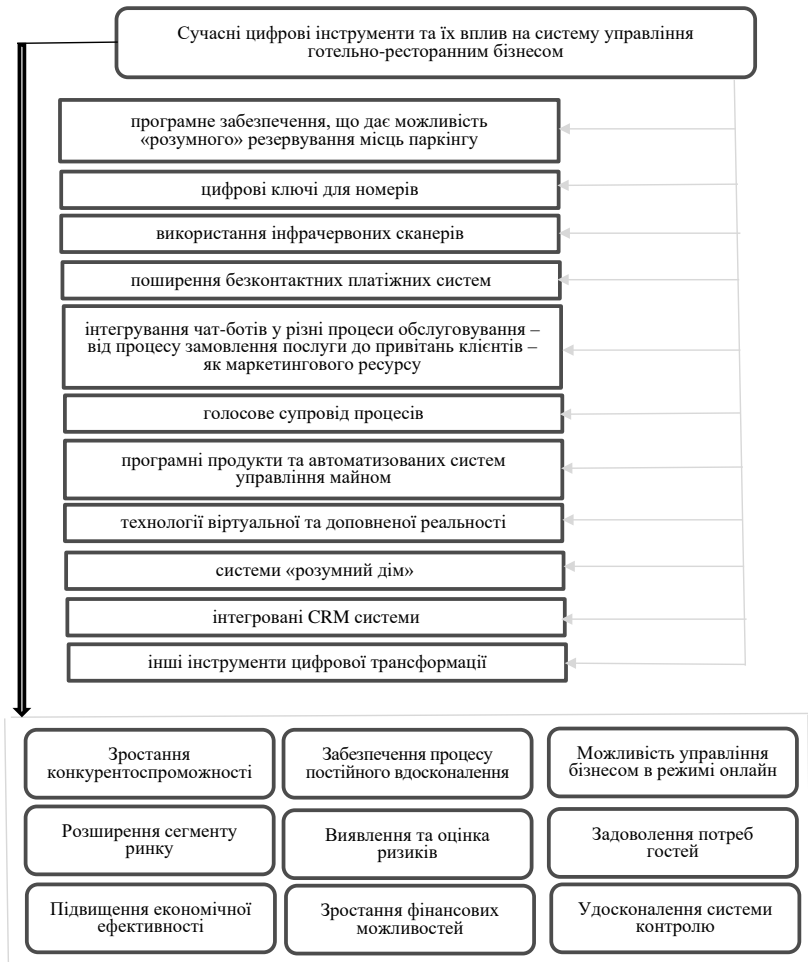 Сучасні цифрові інструменти та їх вплив на систему управління
готельно-ресторанним бізнесом
програмне забезпечення, що дає можливість
«розумного» резервування місць паркінгу
цифрові ключі для номерів
використання інфрачервоних сканерів
поширення безконтактних платіжних систем
інтегрування чат-ботів у різні процеси обслуговування –
від процесу замовлення послуги до привітань клієнтів –
як маркетингового ресурсу
голосове супровід процесів
програмні продукти та автоматизованих систем
управління майном
технології віртуальної та доповненої реальності
системи «розумний дім»
інтегровані CRM системи
інші інструменти цифрової трансформації
Зростання
конкурентоспроможності
Забезпечення процесу
постійного вдосконалення
Можливість управління
бізнесом в режимі онлайн
Розширення сегменту
ринку
Виявлення та оцінка
ризиків
Задоволення потреб
гостей
Підвищення економічної
ефективності
Зростання фінансових
можливостей
Удосконалення системи
контролю